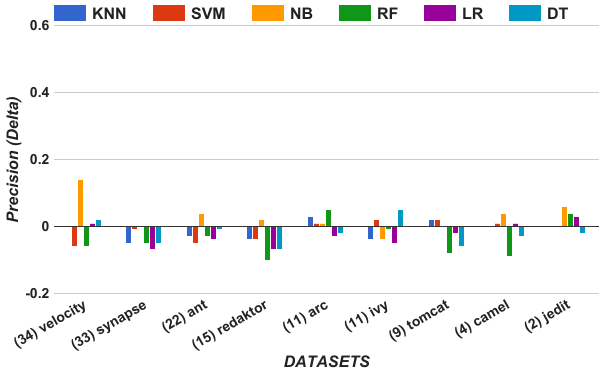 KNN SVM NB RF LR DT
0.6
0.4
0.2
0
-0.2
Precision (Delta)
(34) velocity
(33) synapse
(22) ant
(15) redaktor
(11) arc
(11) ivy
(9) tomcat
(4) camel
(2) jedit
DATASETS